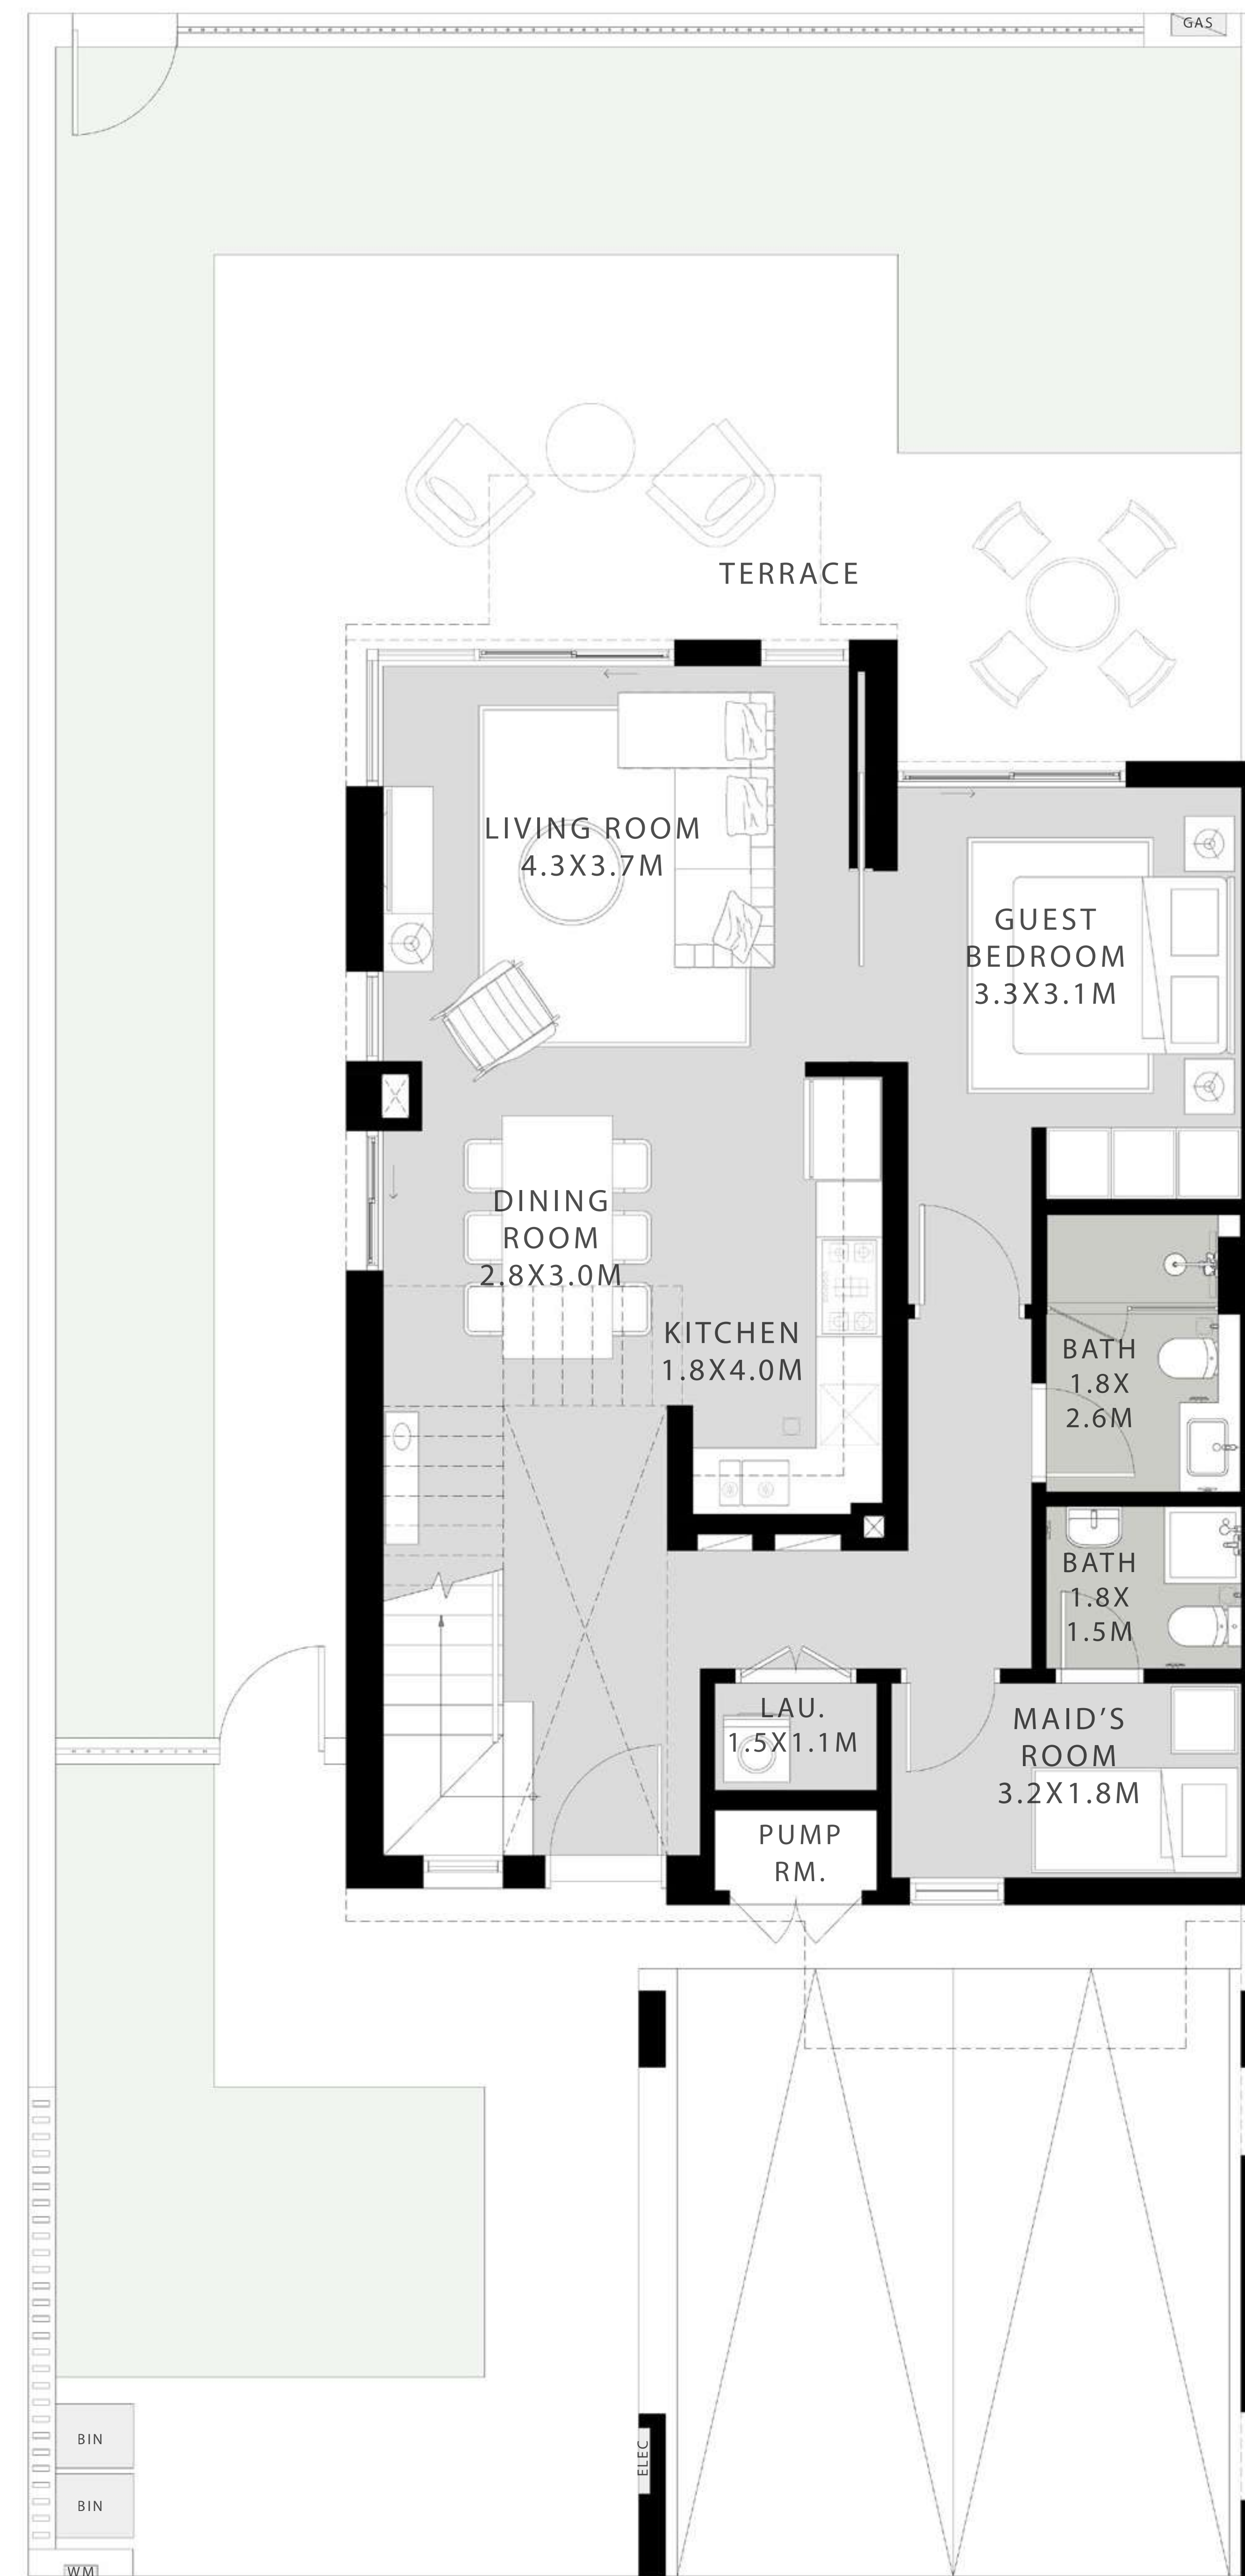 GAS
TERRACE
LIVING ROOM
4.3X3.7M
GUEST
BEDROOM
3.3X3.1M
DINING
ROOM
2.8X3.0M
KITCHEN
1.8X4.0M
BATH
1.8X
2.6M
BATH
1.8X
1.5M
LAU.
1.5X1.1M
MAID'S
ROOM
3.2X1.8M
PUMP
RM.
BIN
ELEC
BIN
WM